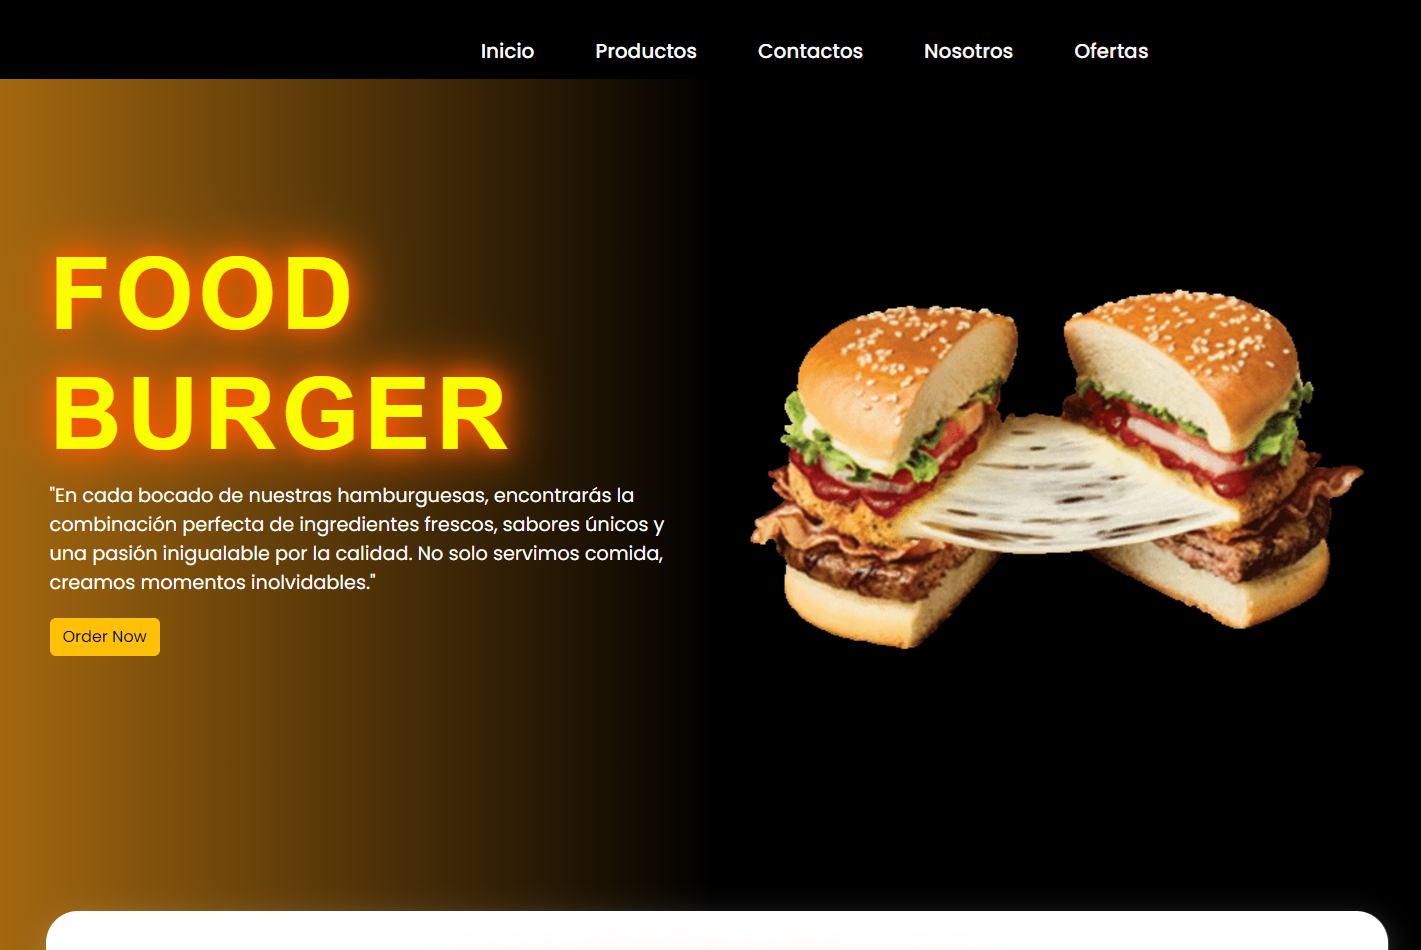 Inicio Productos Contactos Nosotros Ofertas
FOOD
BURGER
"En cada bocado de nuestras hamburguesas, encontrarás la
combinación perfecta de ingredientes frescos, sabores únicos y
una pasión inigualable por la calidad. No solo servimos comida,
creamos momentos inolvidables."
Order Now